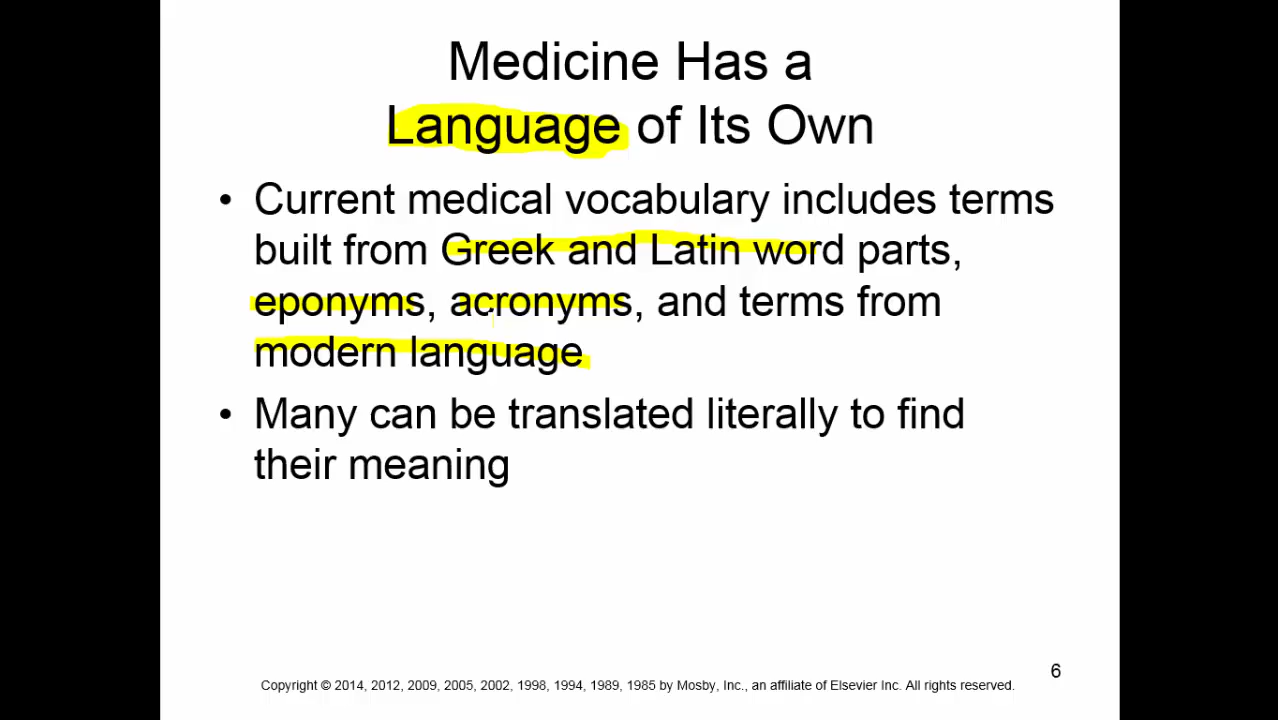 Medicine Has a
Language of Its Own
• Current medical vocabulary includes terms
built from Greek and Latin word parts,
eponyms, acronyms, and terms from
modern language
• Many can be translated literally to find
their meaning
6
Copyright © 2014, 2012, 2009, 2005, 2002, 1998, 1994, 1989, 1985 by Mosby, Inc., an affiliate of Elsevier Inc. All rights reserved.